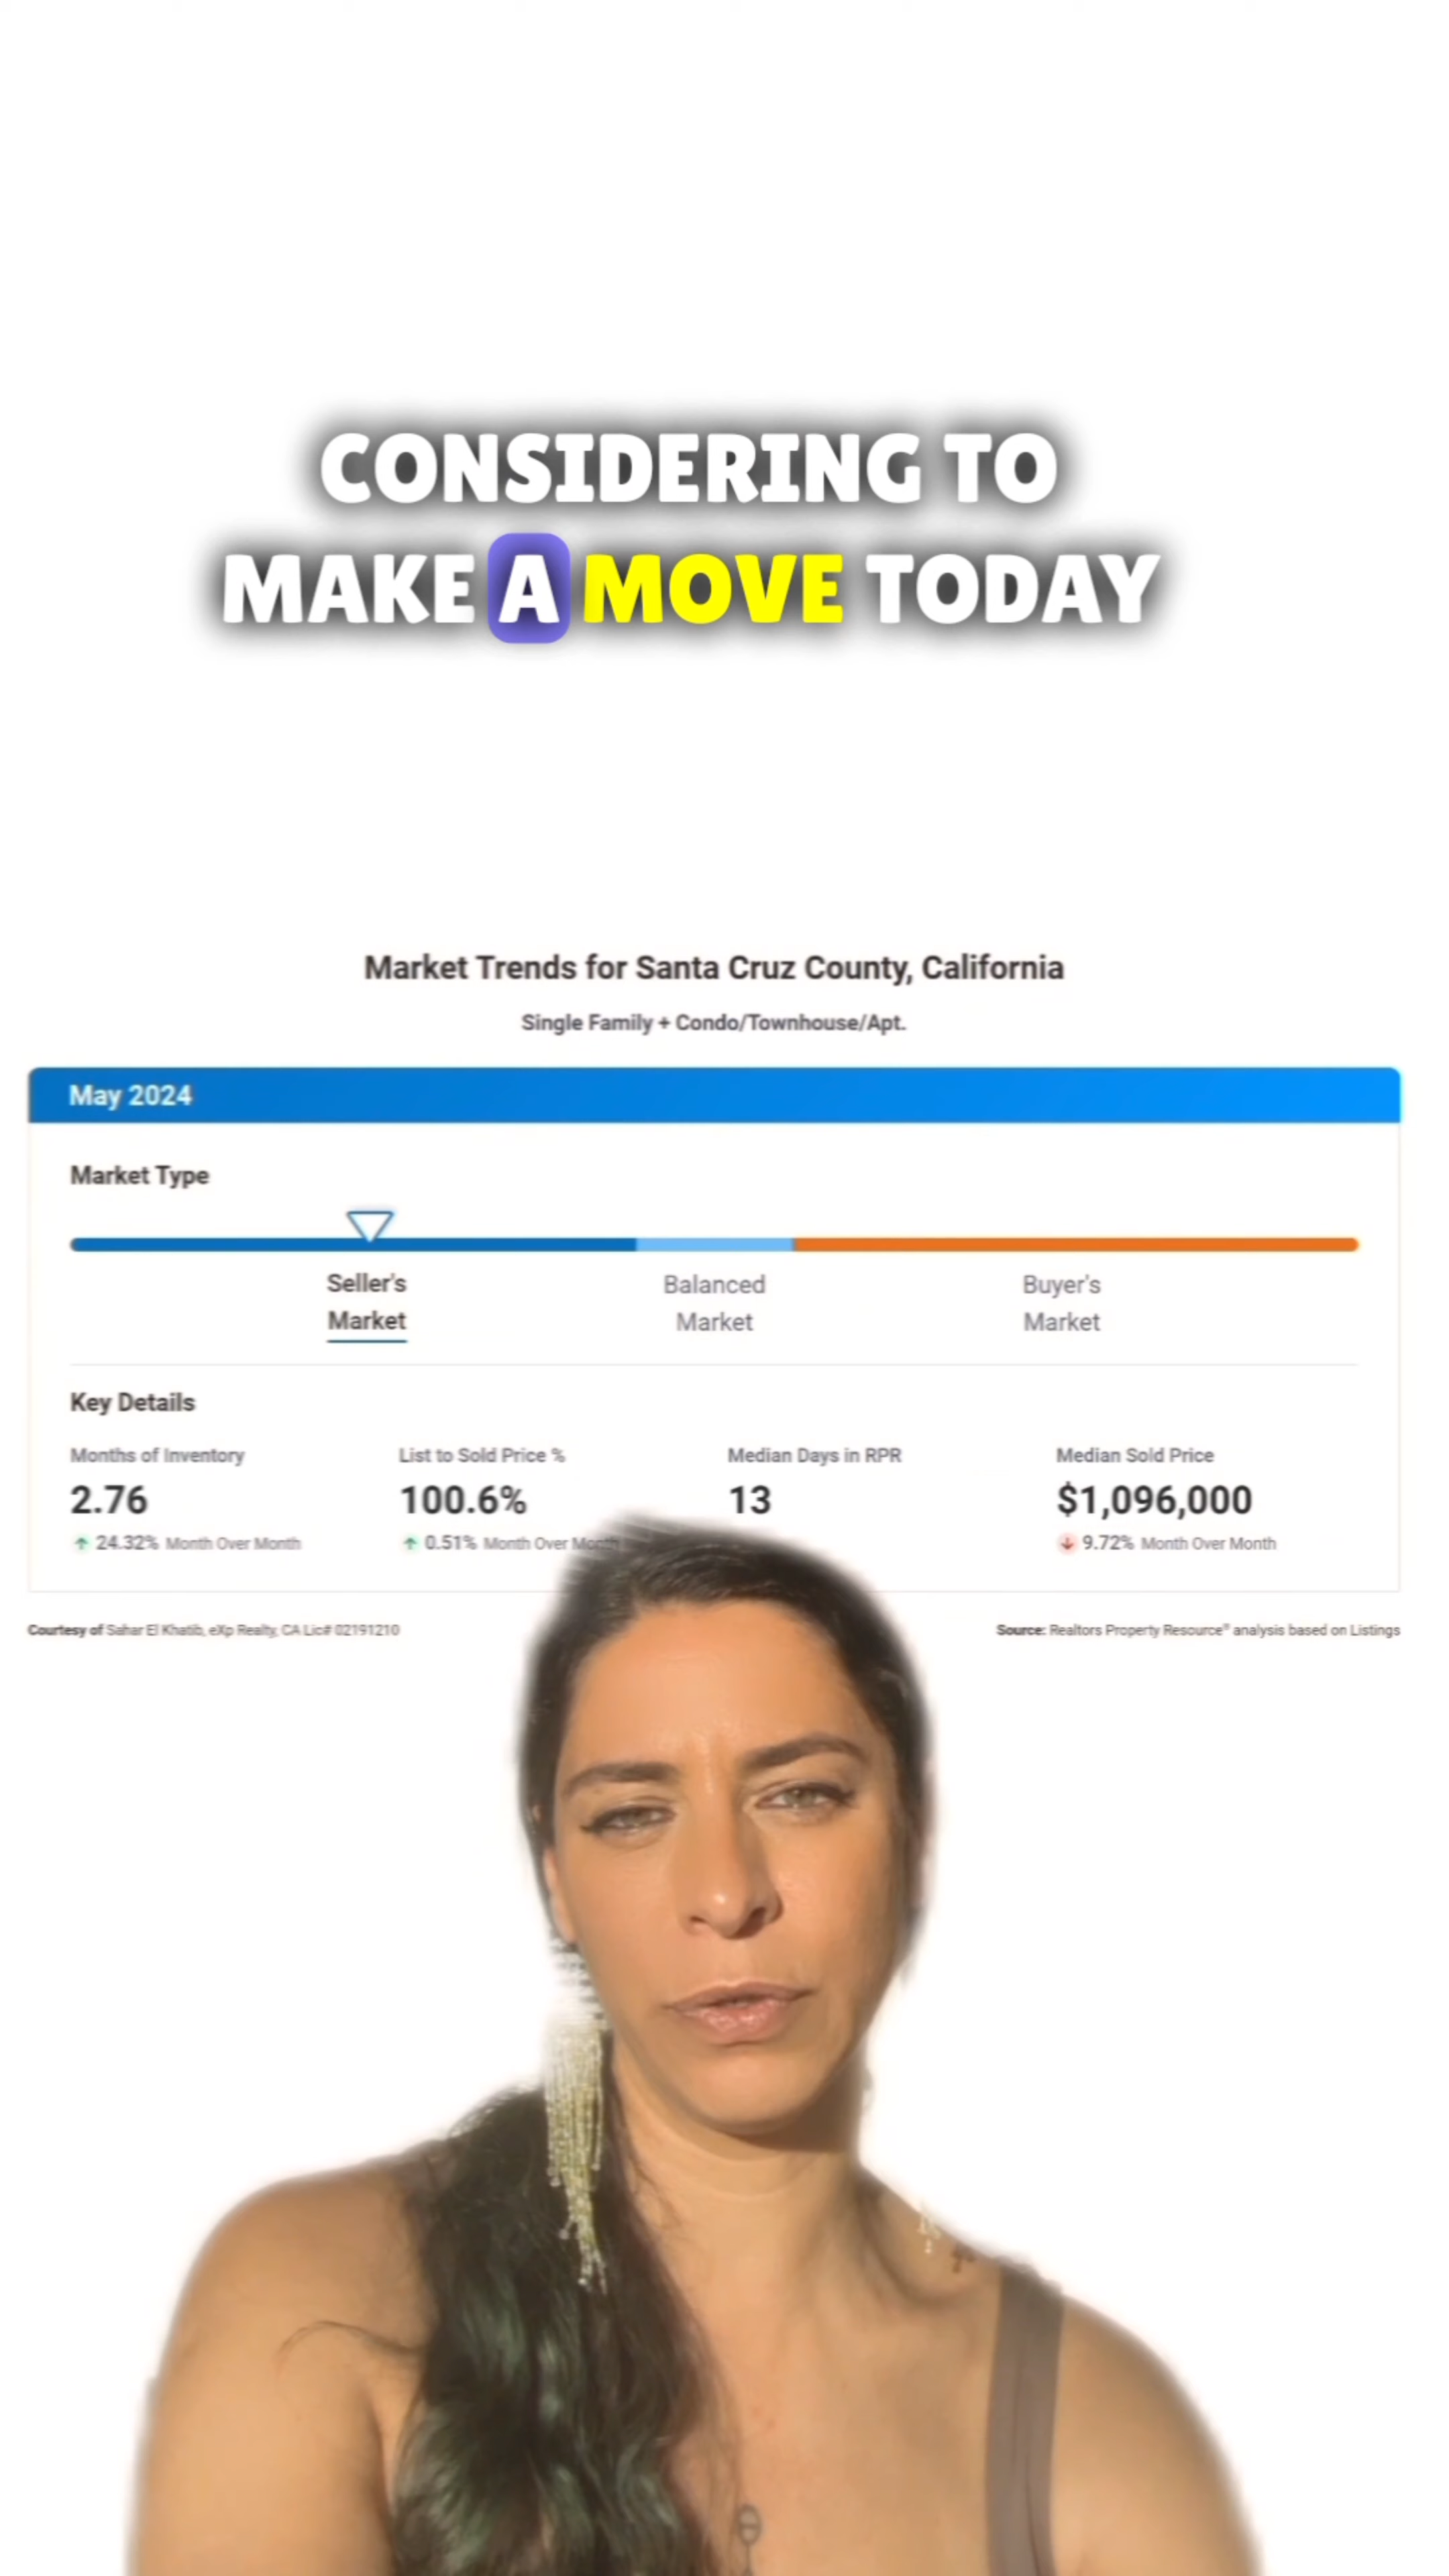 CONSIDERING TO
MAKE A MOVE TODAY
Market Trends for Santa Cruz County, California
Single Family + Condo/Townhouse/Apt.
May 2024
Market Type
Seller's
Market
Balanced
Market
Buyer's
Market
Key Details
Months of Inventory
2.76
↑ 24.32% Month Over Month
List to Sold Price %
100.6%
↑ 0.51% Month Over Month
Median Days in RPR
13
Median Sold Price
$1,096,000
↓ 9.72% Month Over Month
Courtesy of Sahar El Khatib, eXp Realty, CA Lic# 02191210
Source: Realtors Property Resource® analysis based on Listings